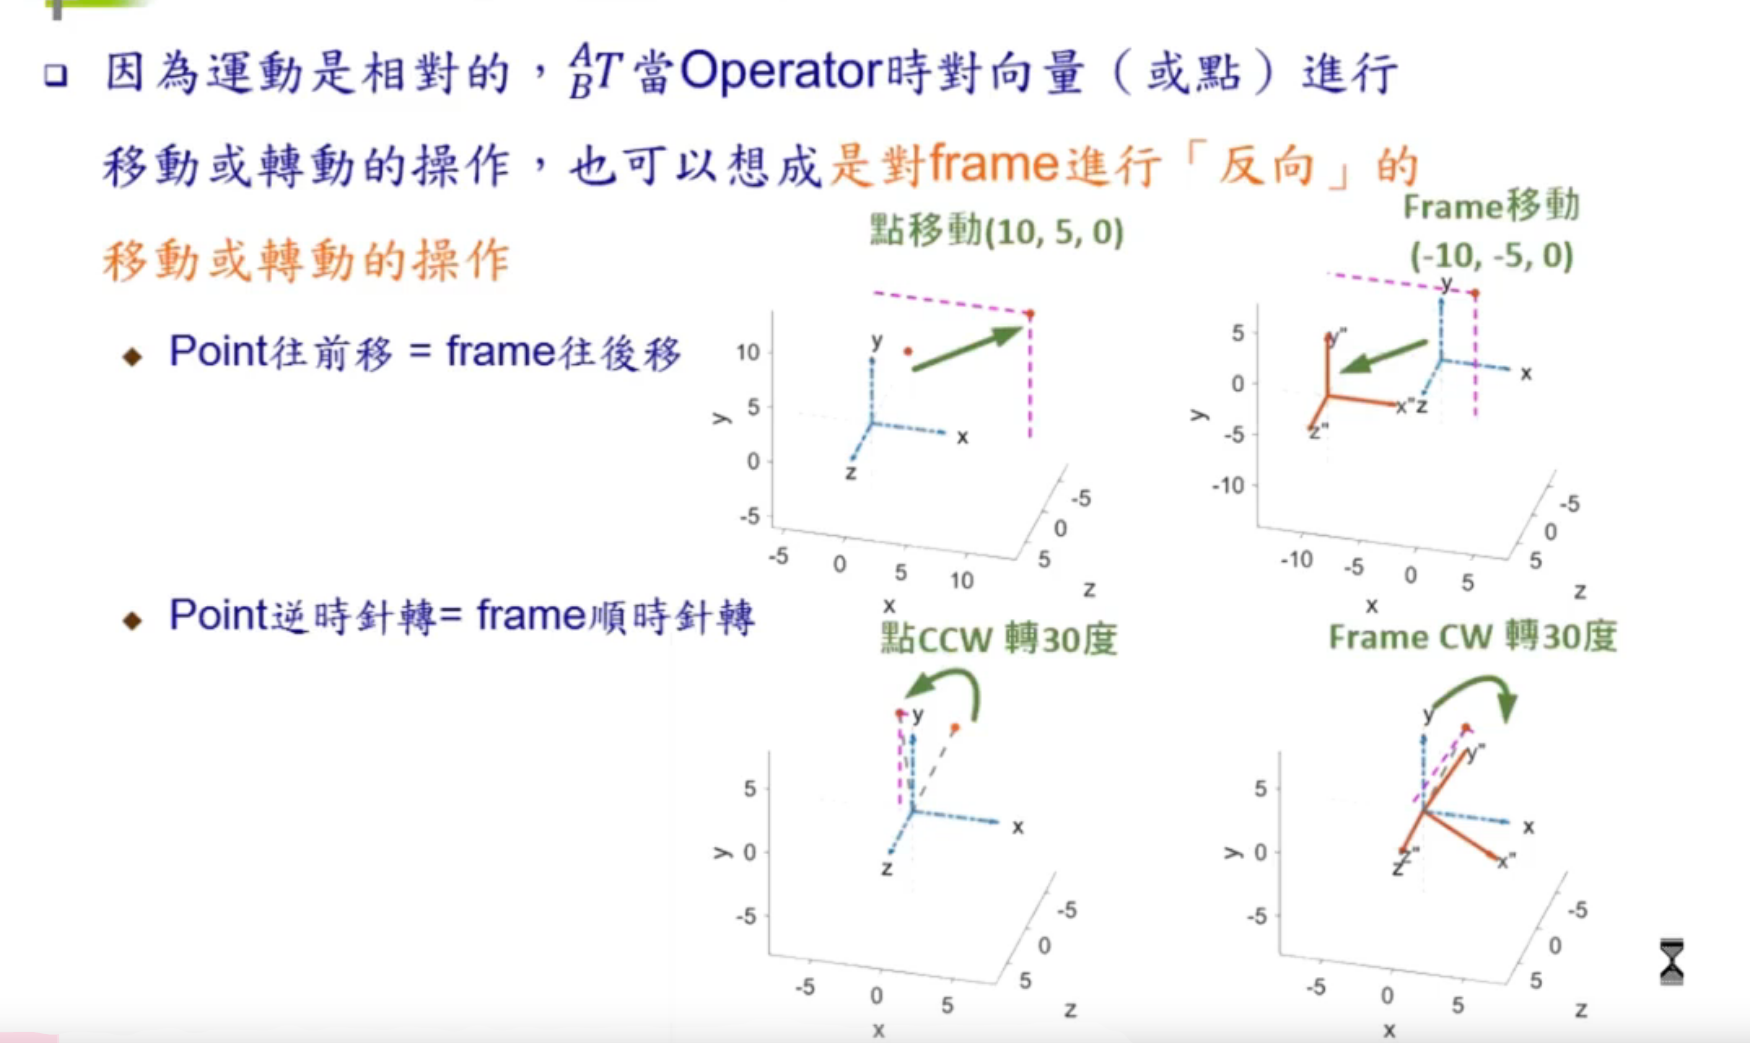 因為運動是相對的，ᴬ_BT當Operator時對向量（或點）進行
移動或轉動的操作，也可以想成是對frame進行「反向」的
移動或轉動的操作
點移動(10, 5, 0)
Frame移動
(-10, -5, 0)
Point往前移 = frame往後移
y
x
z
10
5
0
-5
y
-5
0
5
10
x
-5
0
5
z
y
x
z
y"
x"
z"
5
0
-5
-10
y
-10
-5
0
5
x
-5
0
5
z
Point逆時針轉= frame順時針轉
點CCW 轉30度
Frame CW 轉30度
y
x
z
5
0
-5
y
-5
0
5
x
-5
0
5
z
y
x
z
y"
x"
z"
5
0
-5
y
-5
0
5
x
-5
0
5
z